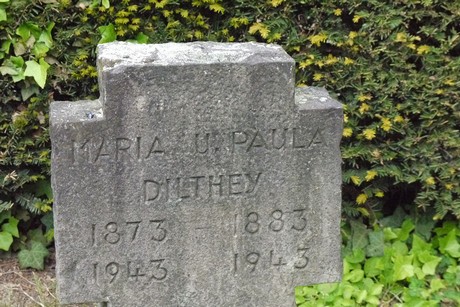 MARIA U. PAULA
DILTHEY
1873 - 1883
1943 1943